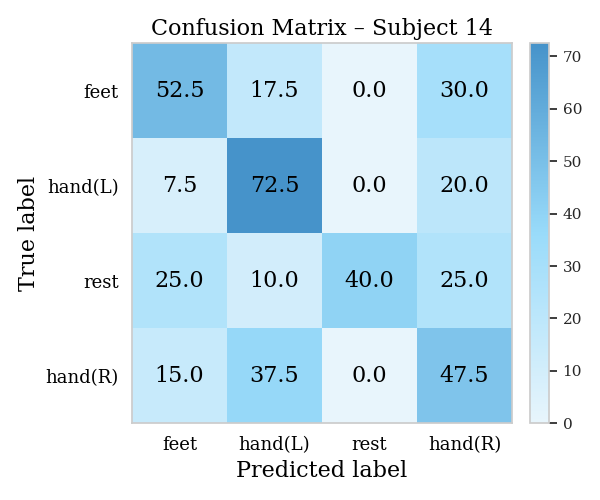 Confusion Matrix – Subject 14
True label
feet 52.5 17.5 0.0 30.0
hand(L) 7.5 72.5 0.0 20.0
rest 25.0 10.0 40.0 25.0
hand(R) 15.0 37.5 0.0 47.5
feet hand(L) rest hand(R)
Predicted label
70
60
50
40
30
20
10
0